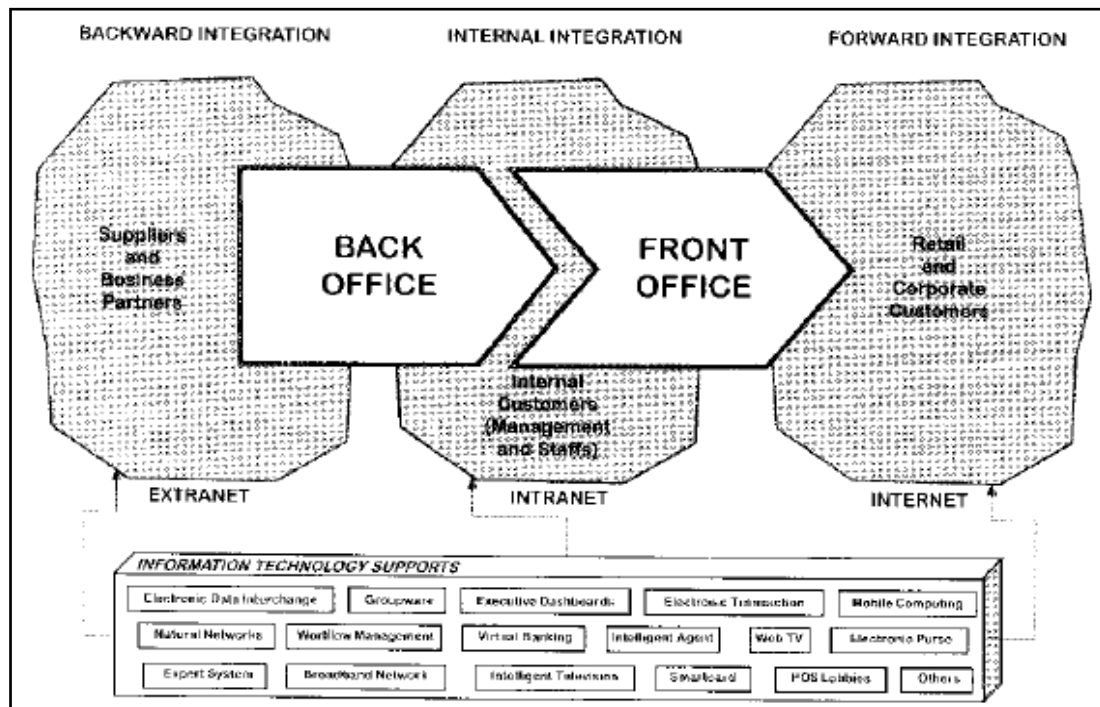 BACKWARD INTEGRATION
INTERNAL INTEGRATION
FORWARD INTEGRATION
Suppliers
and
Business
Partners
BACK
OFFICE
FRONT
OFFICE
Retail
and
Corporate
Customers
Internal
Customers
(Management
and Staffs)
EXTRANET
INTRANET
INTERNET
INFORMATION TECHNOLOGY SUPPORTS
Electronic Data Interchange
Groupware
Executive Dashboards
Electronic Transaction
Mobile Computing
Natural Networks
Workflow Management
Virtual Banking
Intelligent Agent
Web TV
Electronic Purse
Expert System
Broadband Network
Intelligent Television
Smartcard
POS Lobbies
Others